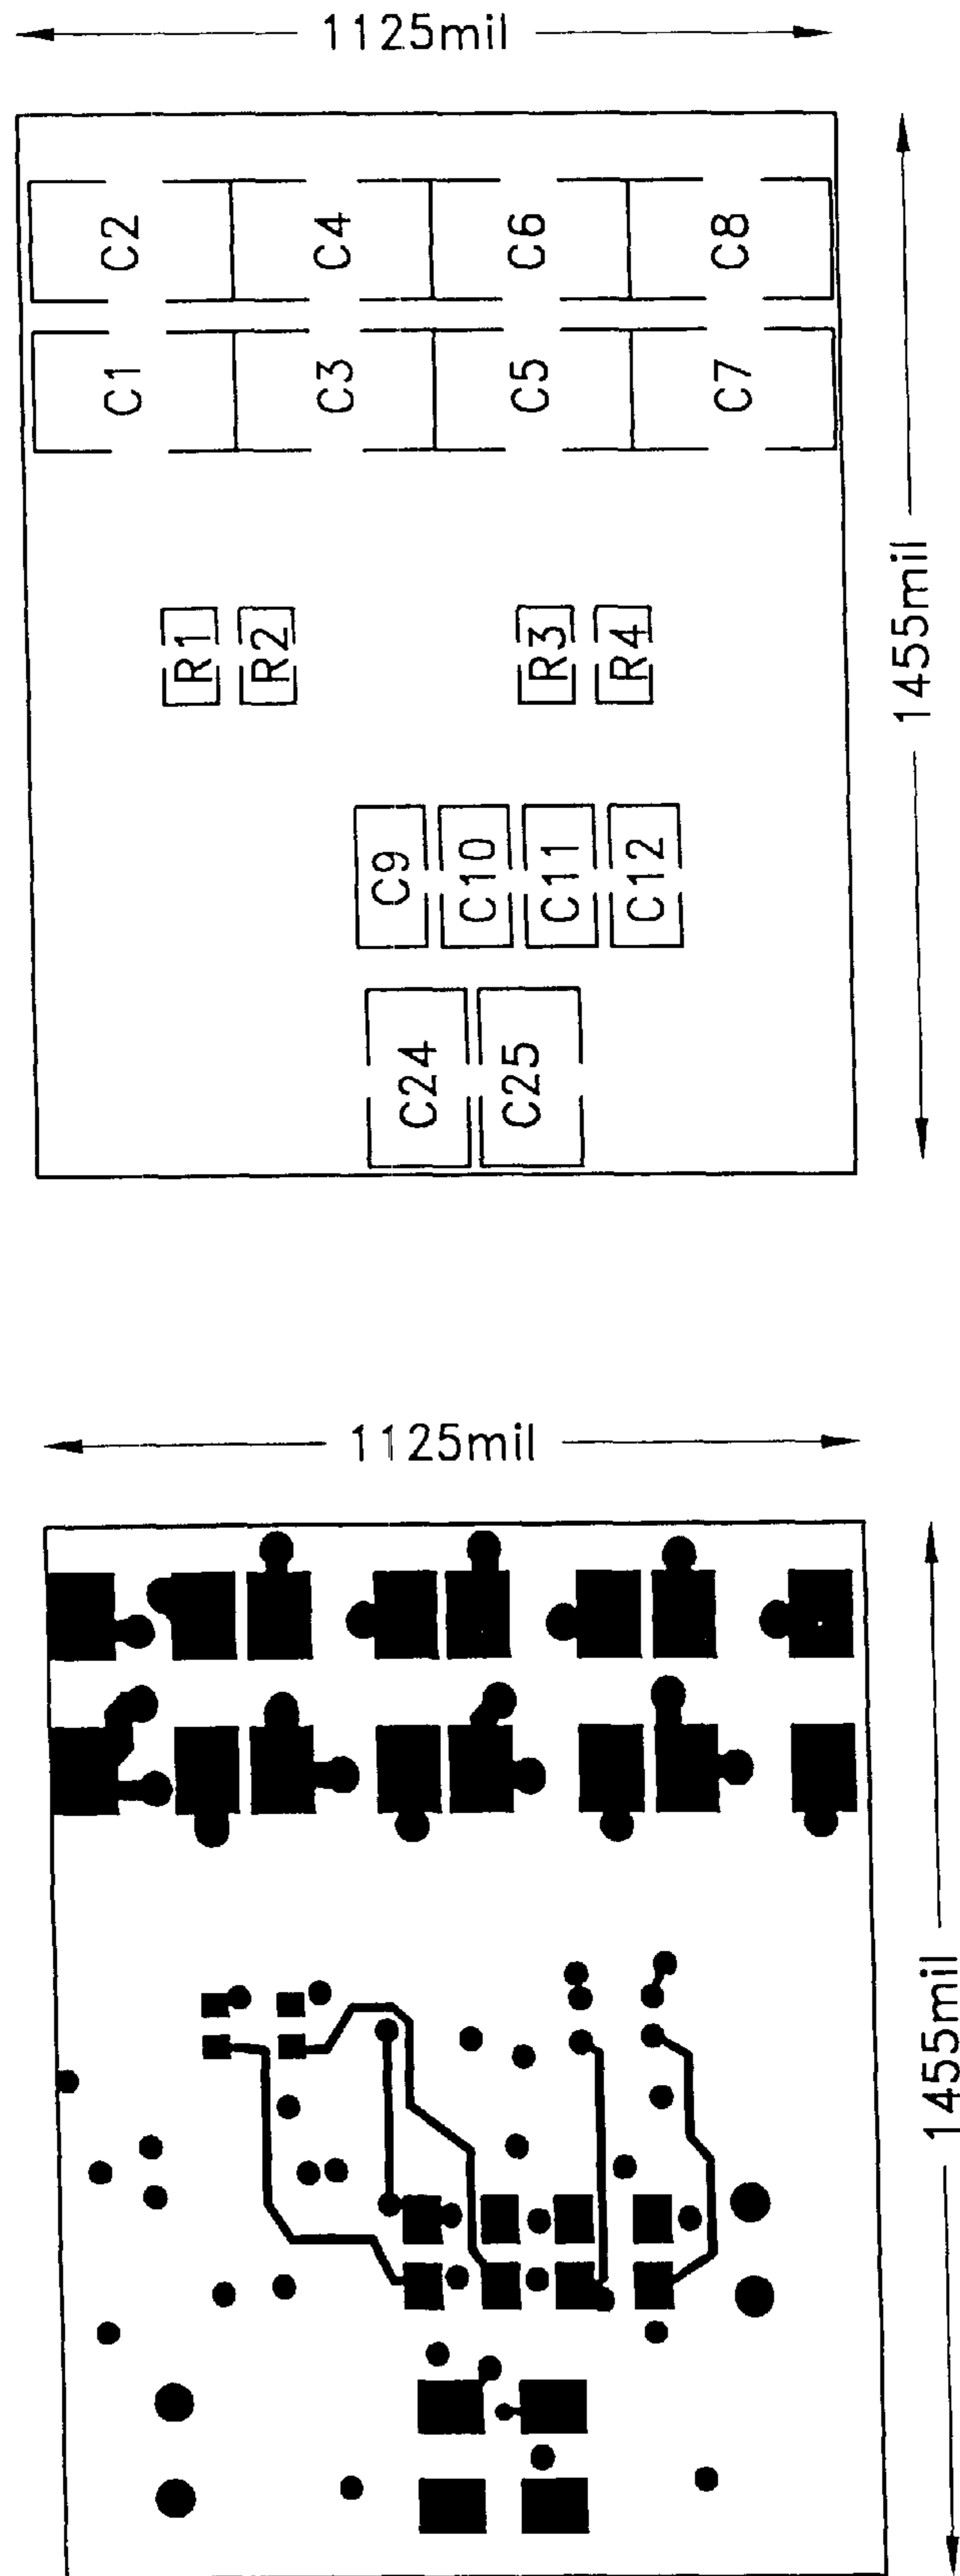 1125mil
C2 C4 C6 C8
C1 C3 C5 C7
R1 R2 R3 R4
1455mil
C9 C10 C11 C12
C24 C25
1125mil
1455mil